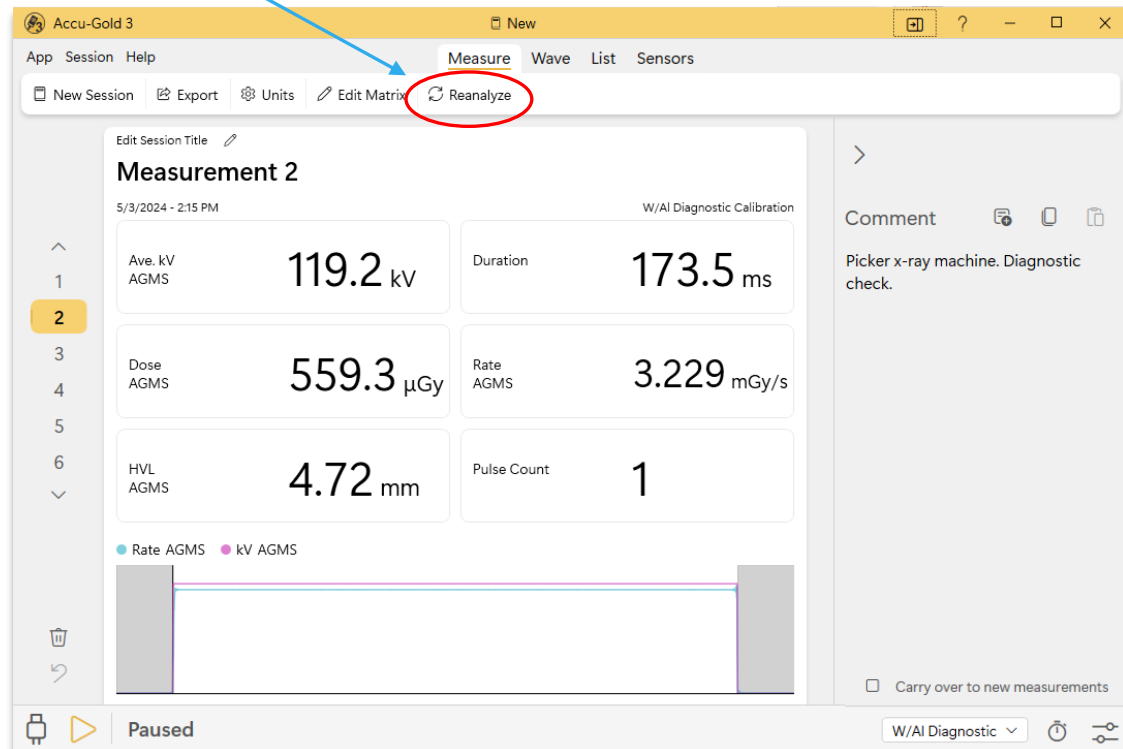 Accu-Gold 3
New
App Session Help
Measure Wave List Sensors
New Session Export Units Edit Matrix Reanalyze
Edit Session Title
Measurement 2
5/3/2024 - 2:15 PM
W/Al Diagnostic Calibration
Ave. kV
AGMS
119.2 kV
Duration
173.5 ms
Dose
AGMS
559.3 µGy
Rate
AGMS
3.229 mGy/s
HVL
AGMS
4.72 mm
Pulse Count
1
Rate AGMS kV AGMS
1
2
3
4
5
6
Comment
Picker x-ray machine. Diagnostic
check.
Carry over to new measurements
Paused
W/Al Diagnostic